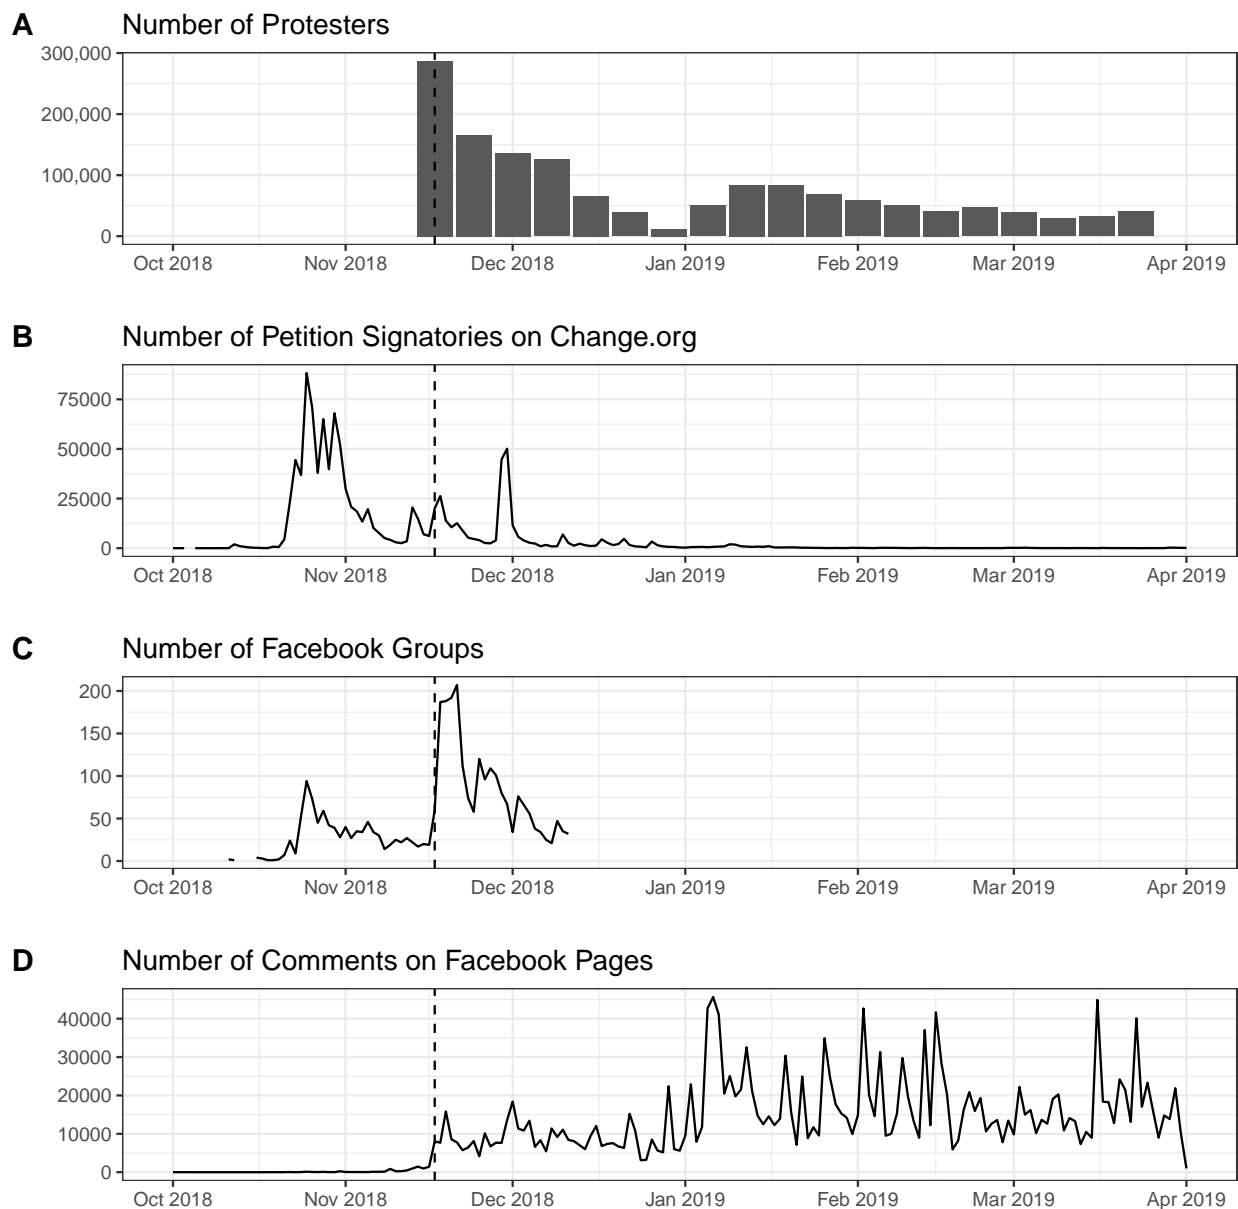 A Number of Protesters
300,000
200,000
100,000
0
Oct 2018 Nov 2018 Dec 2018 Jan 2019 Feb 2019 Mar 2019 Apr 2019
B Number of Petition Signatories on Change.org
75000
50000
25000
0
Oct 2018 Nov 2018 Dec 2018 Jan 2019 Feb 2019 Mar 2019 Apr 2019
C Number of Facebook Groups
200
150
100
50
0
Oct 2018 Nov 2018 Dec 2018 Jan 2019 Feb 2019 Mar 2019 Apr 2019
D Number of Comments on Facebook Pages
40000
30000
20000
10000
0
Oct 2018 Nov 2018 Dec 2018 Jan 2019 Feb 2019 Mar 2019 Apr 2019